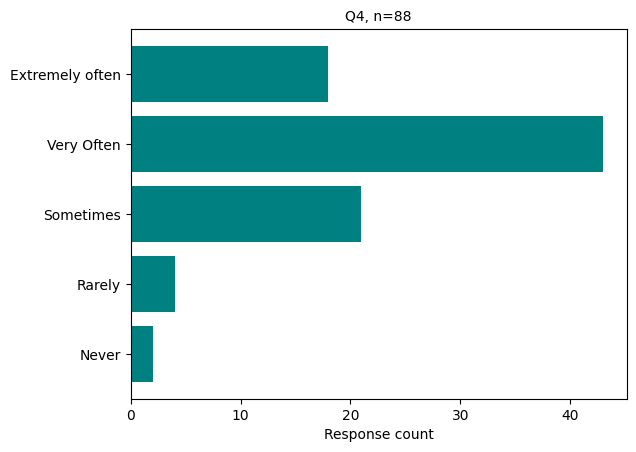 Q4, n=88
Extremely often
Very Often
Sometimes
Rarely
Never
0 10 20 30 40
Response count